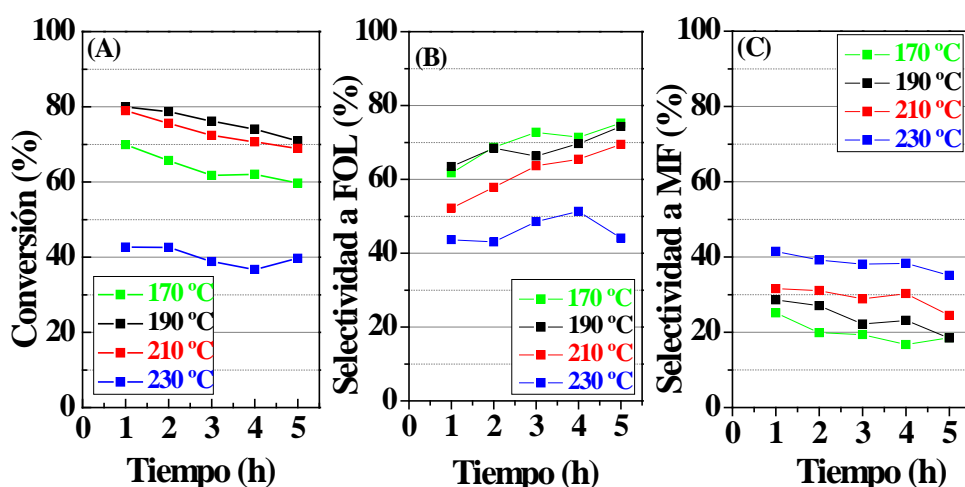 (A)
Conversión (%)
100
80
60
40
20
0
170 ºC
190 ºC
210 ºC
230 ºC
0 1 2 3 4 5
Tiempo (h)
(B)
Selectividad a FOL (%)
100
80
60
40
20
0
170 ºC
190 ºC
210 ºC
230 ºC
0 1 2 3 4 5
Tiempo (h)
(C)
Selectividad a MF (%)
100
80
60
40
20
0
170 ºC
190 ºC
210 ºC
230 ºC
0 1 2 3 4 5
Tiempo (h)